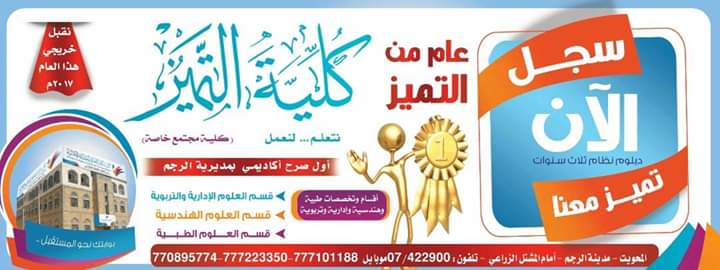 نقبل
خريجي
هذا العام
٢٠١٧م
كلية التميز
نتعلم... لنعمل
(كلية مجتمع خاصة)
أول صرح أكاديمي بمديرية الرجم
قسم العلوم الإدارية والتربوية
قسم العلوم الهندسية
قسم العلوم الطبية
عام من
التميز
1
أقسام وتخصصات طبية
وهندسية وإدارية وتربوية
سجل
الآن
دبلوم نظام ثلاث سنوات
تميز معنا
بوابتك نحو المستقبل..
المحويت - مدينة الرجم - أمام المشتل الزراعي - تلفون : 07/422900 موبايل 777101188-777223350-770895774